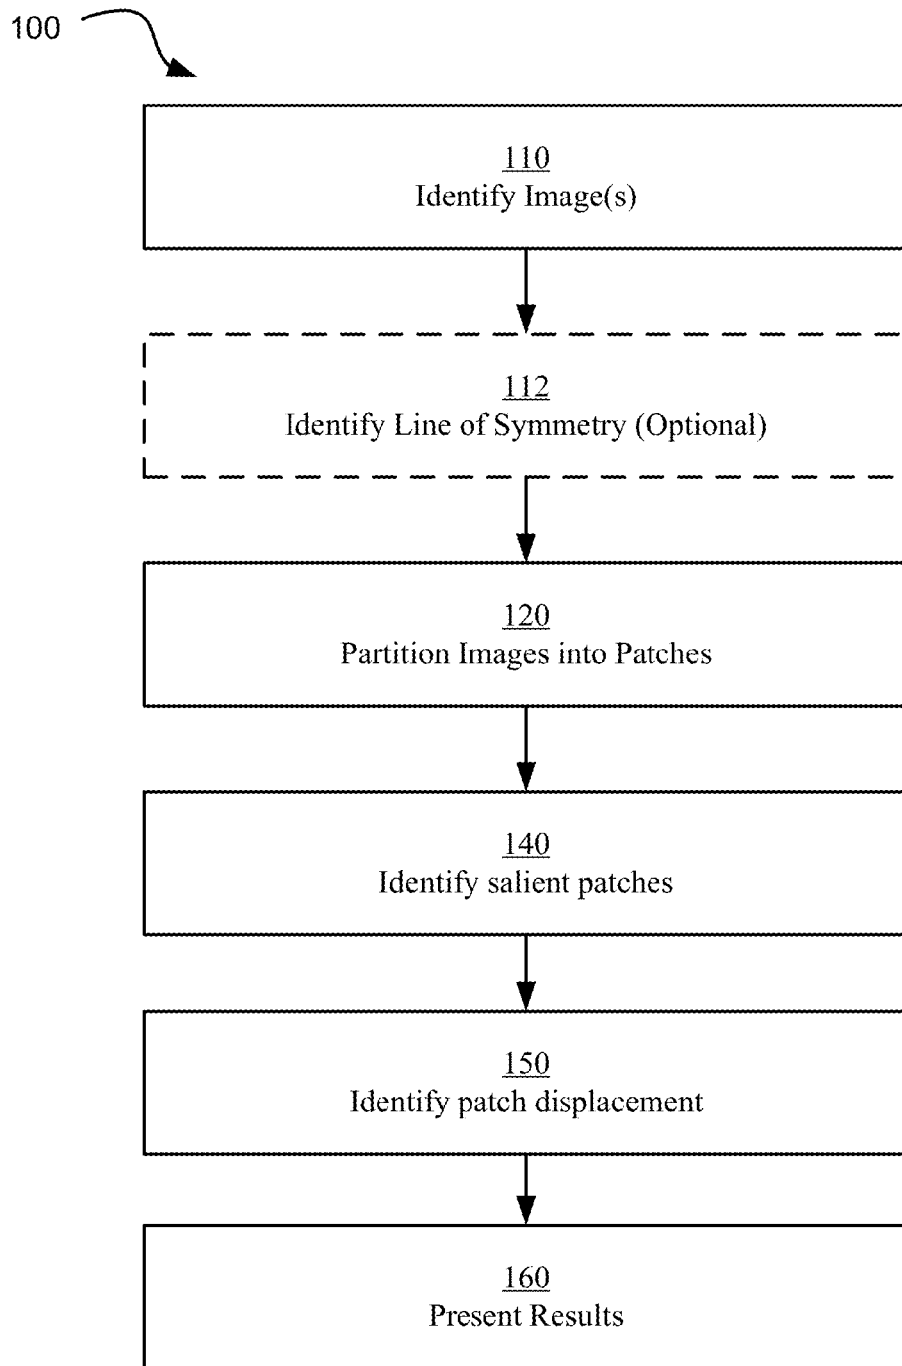 100
110
Identify Image(s)
112
Identify Line of Symmetry (Optional)
120
Partition Images into Patches
140
Identify salient patches
150
Identify patch displacement
160
Present Results